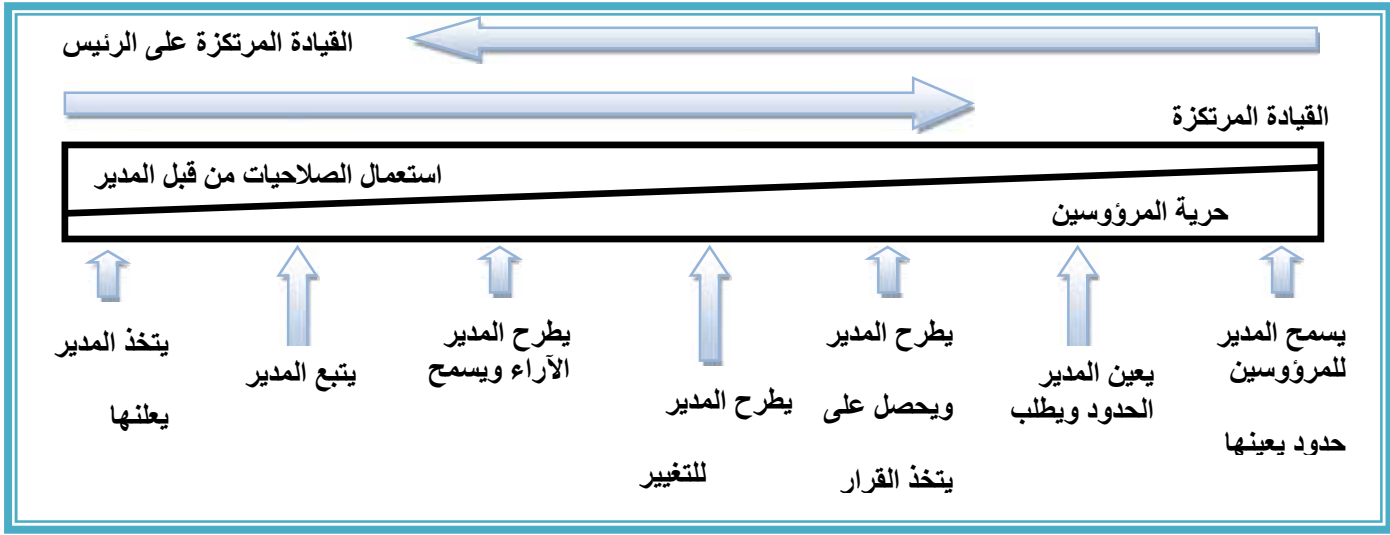 القيادة المرتكزة على الرئيس
القيادة المرتكزة
استعمال الصلاحيات من قبل المدير
حرية المرؤوسين
يسمح المدير
للمرؤوسين
حدود يعينها
يعين المدير
الحدود ويطلب
يطرح المدير
ويحصل على
يتخذ القرار
يطرح المدير
للتغيير
يطرح المدير
الآراء ويسمح
يتبع المدير
يتخذ المدير
يعلنها